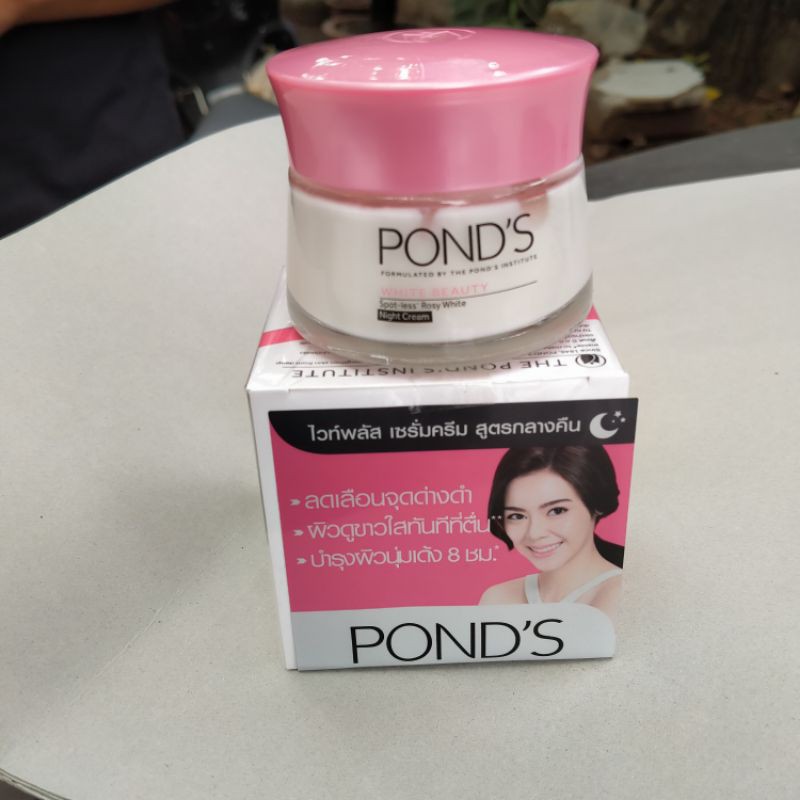 POND'S
FORMULATED BY THE POND'S INSTITUTE
WHITE BEAUTY
Spot-less Rosy White
Night Cream
THE POND'S INSTITUTE
ไวท์พลัส เซรั่มครีม สูตรกลางคืน
» ลดเลือนจุดด่างดำ
» ผิวดูขาวใสทันทีที่ตื่น**
» บำรุงผิวนุ่มเด้ง 8 ชม.*
POND'S